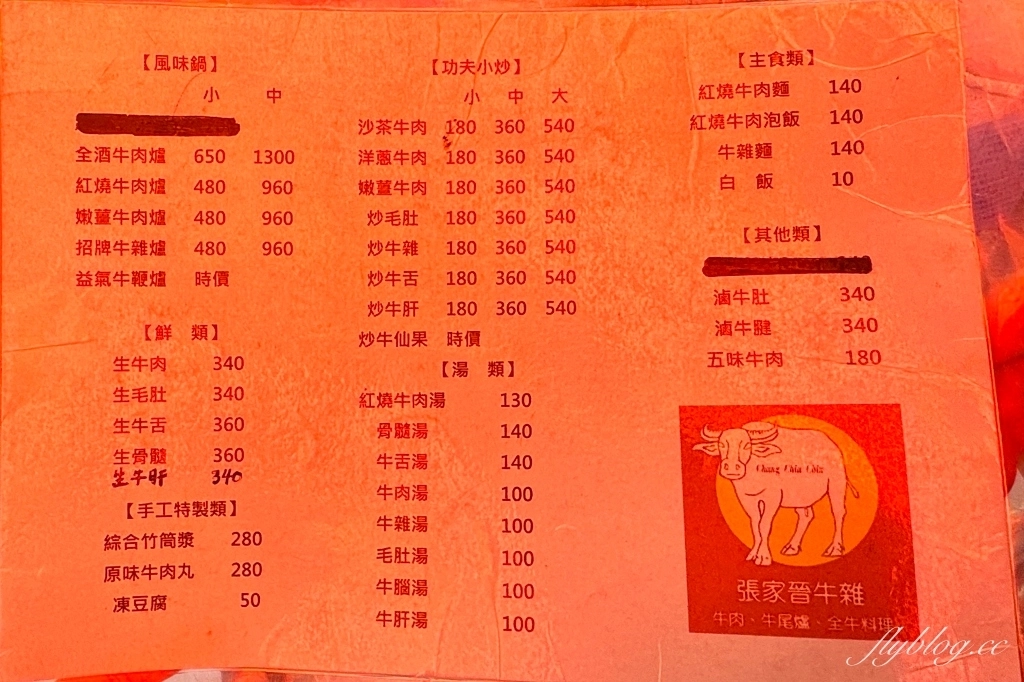 【風味鍋】
小 中
全酒牛肉爐 650 1300
紅燒牛肉爐 480 960
嫩薑牛肉爐 480 960
招牌牛雜爐 480 960
益氣牛鞭爐 時價
【鮮 類】
生牛肉 340
生毛肚 340
生牛舌 360
生骨髓 360
生牛肝 340
【手工特製類】
綜合竹筒漿 280
原味牛肉丸 280
凍豆腐 50
【功夫小炒】
小 中 大
沙茶牛肉 180 360 540
洋蔥牛肉 180 360 540
嫩薑牛肉 180 360 540
炒毛肚 180 360 540
炒牛雜 180 360 540
炒牛舌 180 360 540
炒牛肝 180 360 540
炒牛仙果 時價
【湯 類】
紅燒牛肉湯 130
骨髓湯 140
牛舌湯 140
牛肉湯 100
牛雜湯 100
毛肚湯 100
牛腦湯 100
牛肝湯 100
【主食類】
紅燒牛肉麵 140
紅燒牛肉泡飯 140
牛雜麵 140
白 飯 10
【其他類】
滷牛肚 340
滷牛腱 340
五味牛肉 180
Chang Chia Chin
張家晉牛雜
牛肉、牛尾爐、全牛料理
flyblog.cc